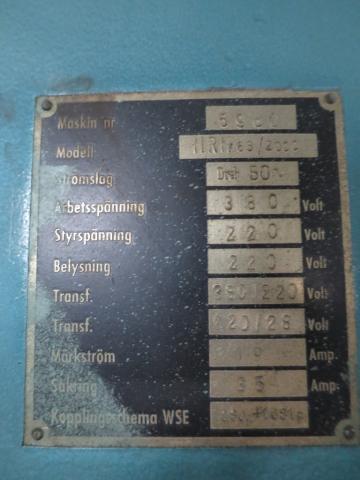 Maskin nr
Modell
Strömslag Dreh 50~
Arbetsspänning 380 Volt
Styrspänning 220 Volt
Belysning 220 Volt
Transf. 380/220 Volt
Transf. 220/28 Volt
Märkström Amp.
Säkring 35 Amp.
Kopplingsschema WSE